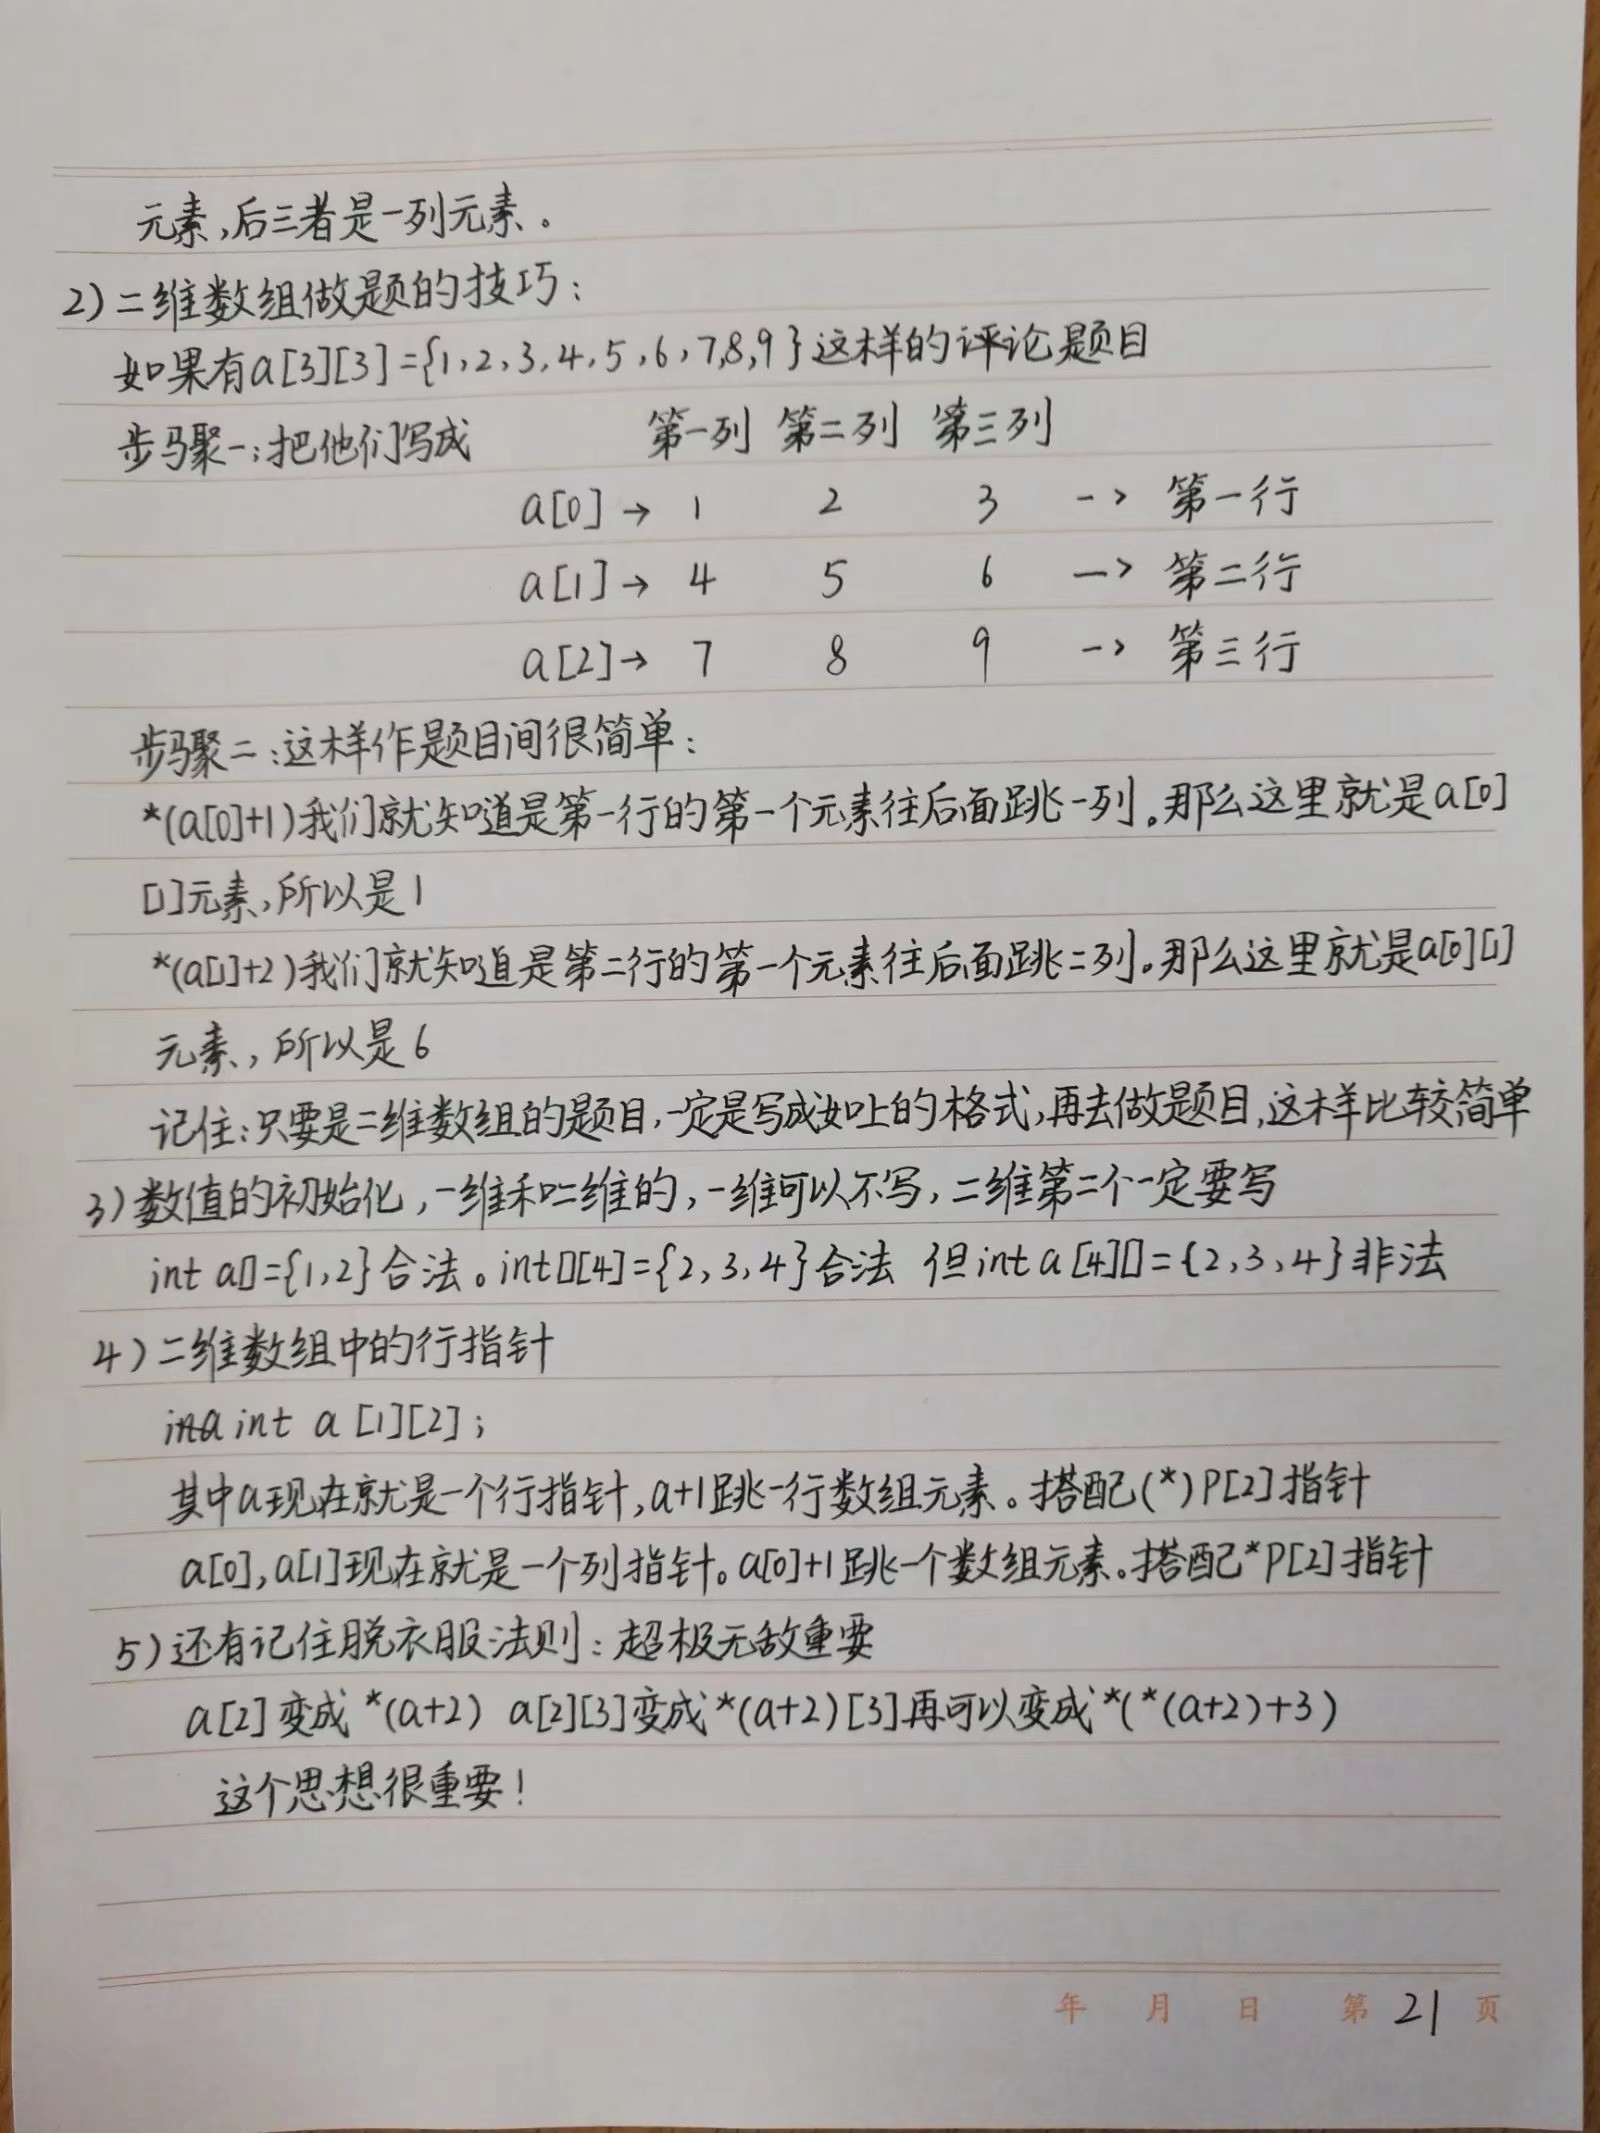 元素,后三者是一列元素。
2)二维数组做题的技巧:
如果有a[3][3]={1,2,3,4,5,6,7,8,9}这样的评论题目
步骤一:把他们写成 第一列 第二列 第三列
a[0]→ 1 2 3 -> 第一行
a[1]→ 4 5 6 —> 第二行
a[2]→ 7 8 9 -> 第三行
步骤二:这样作题目间很简单:
*(a[0]+1)我们就知道是第一行的第一个元素往后面跳一列。那么这里就是a[0]
[1]元素,所以是1
*(a[1]+2)我们就知道是第二行的第一个元素往后面跳二列。那么这里就是a[0][1]
元素,所以是6
记住:只要是二维数组的题目,一定是写成如上的格式,再去做题目,这样比较简单
3)数值的初始化,一维和二维的,一维可以不写,二维第二个一定要写
int a[]={1,2}合法。int[][4]={2,3,4}合法 但int a[4][]={2,3,4}非法
4)二维数组中的行指针
int a [1][2];
其中a现在就是一个行指针,a+1跳一行数组元素。搭配(*)P[2]指针
a[0],a[1]现在就是一个列指针。a[0]+1跳一个数组元素。搭配*P[2]指针
5)还有记住脱衣服法则:超极无敌重要
a[2]变成*(a+2) a[2][3]变成*(a+2)[3]再可以变成*(*(a+2)+3)
这个思想很重要!
年 月 日 第 21 页